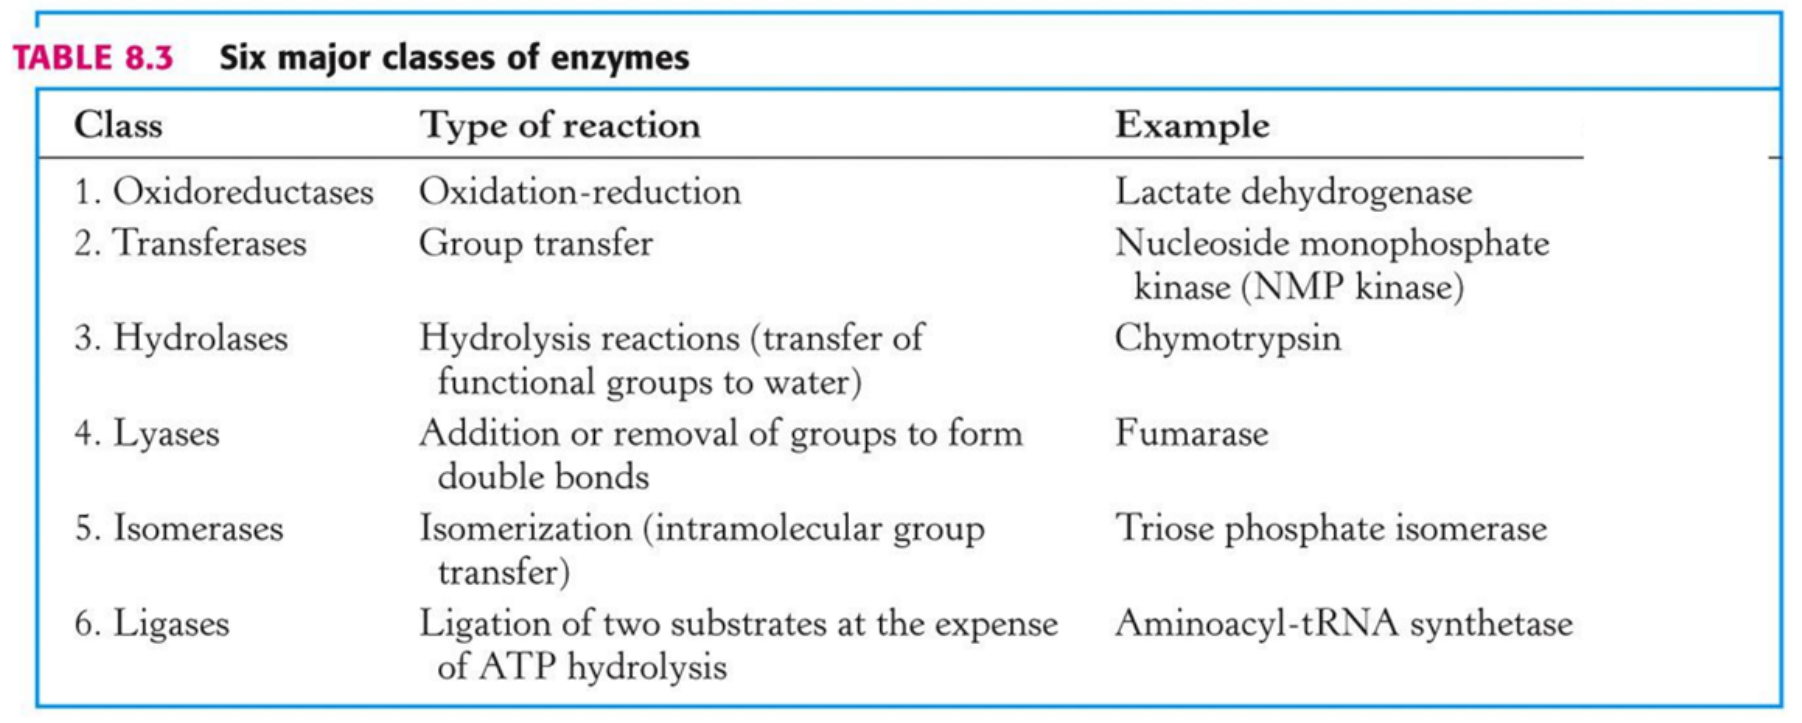 TABLE 8.3 Six major classes of enzymes
Class Type of reaction Example
1. Oxidoreductases Oxidation-reduction Lactate dehydrogenase
2. Transferases Group transfer Nucleoside monophosphate
kinase (NMP kinase)
3. Hydrolases Hydrolysis reactions (transfer of Chymotrypsin
functional groups to water)
4. Lyases Addition or removal of groups to form Fumarase
double bonds
5. Isomerases Isomerization (intramolecular group Triose phosphate isomerase
transfer)
6. Ligases Ligation of two substrates at the expense Aminoacyl-tRNA synthetase
of ATP hydrolysis